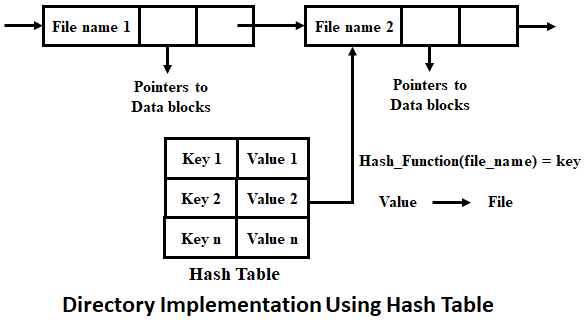 File name 1
File name 2
Pointers to
Data blocks
Pointers to
Data blocks
Key 1 Value 1
Key 2 Value 2
Key n Value n
Hash Table
Hash_Function(file_name) = key
Value File
Directory Implementation Using Hash Table